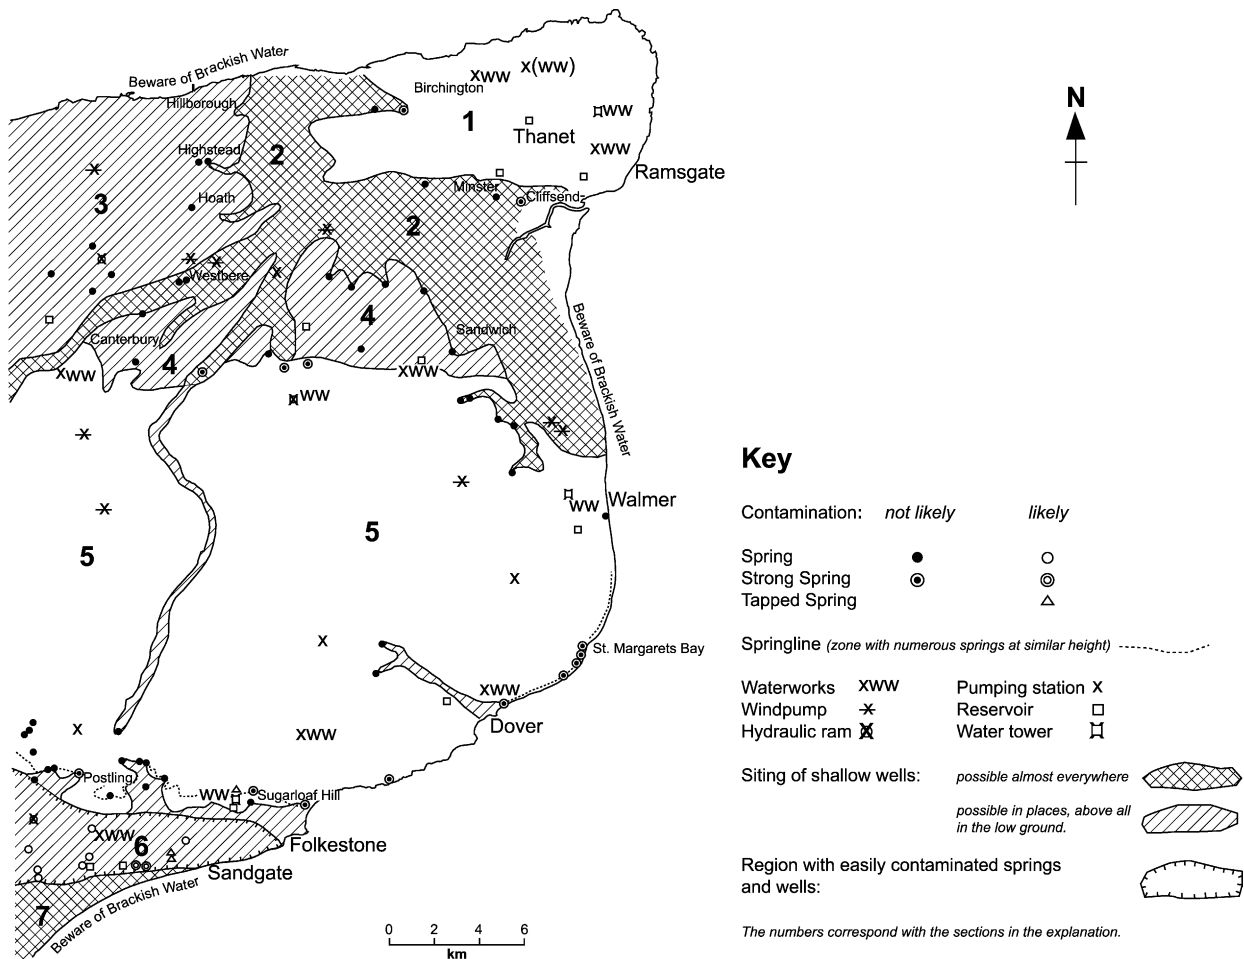 Beware of Brackish Water
Hillborough
Birchington
xww
x(ww)
ww
xww
1
Thanet
Ramsgate
Highstead
2
Minster
Cliffsend
3
Hoath
2
Westbere
Canterbury
4
4
Sandwich
Beware of Brackish Water
xww
xww
ww
5
5
ww
Walmer
x
x
St. Margarets Bay
xww
Dover
x
xww
Postling
ww
Sugarloaf Hill
xww
6
Folkestone
Sandgate
7
Beware of Brackish Water
0 2 4 6
km
N
Key
Contamination: not likely likely
Spring
Strong Spring
Tapped Spring
Springline (zone with numerous springs at similar height)
Waterworks xww Pumping station x
Windpump Reservoir
Hydraulic ram Water tower
Siting of shallow wells: possible almost everywhere
possible in places, above all
in the low ground.
Region with easily contaminated springs
and wells:
The numbers correspond with the sections in the explanation.